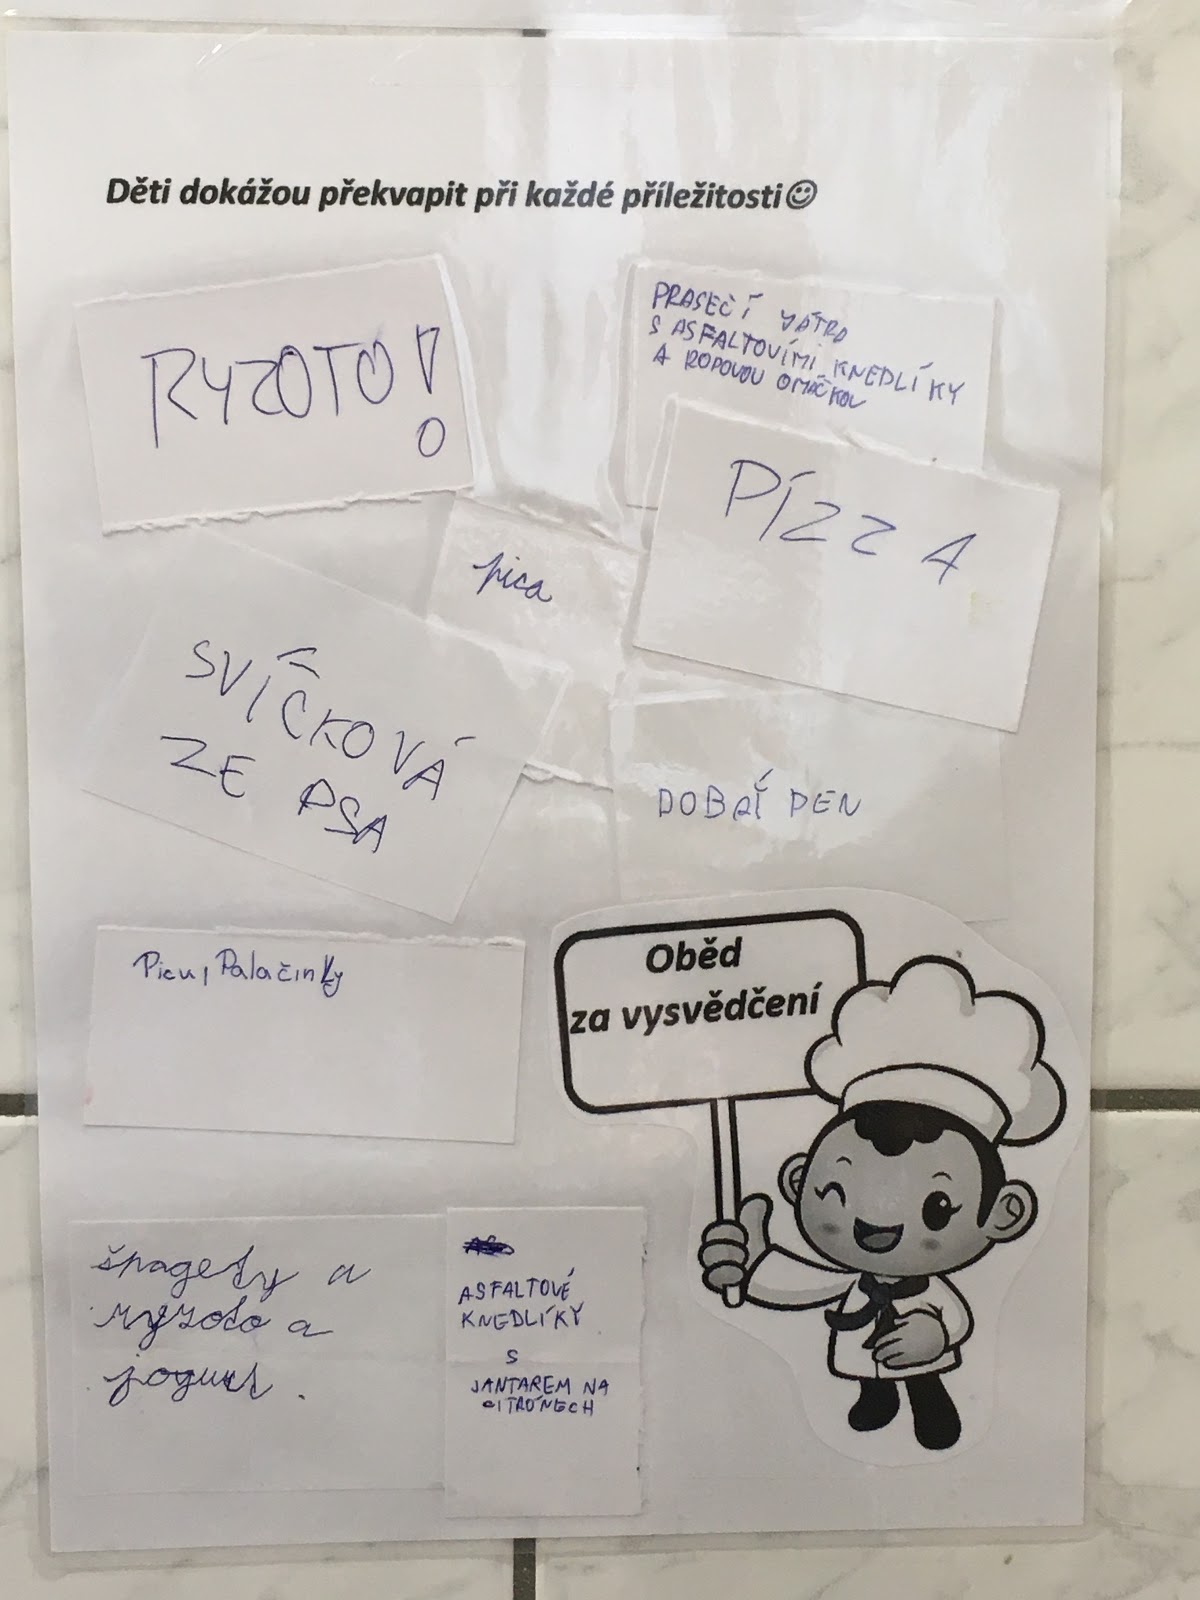 Děti dokážou překvapit při každé příležitosti☺
RYZOTO!
PRASEČÍ YÁTRA
S ASFALTOVÍMI KNEDLÍKY
A ROPOVOU OMÁČKOU
PÍZZA
pica
SVÍČKOVÁ
ZE PSA
DOBRÍ DEN
Picu, Palačinky
Oběd
za vysvědčení
špagety a
ryzoto a
jogurt.
ASFALTOVÉ
KNEDLÍKY
S
JANTAREM NA
CITRÓNECH